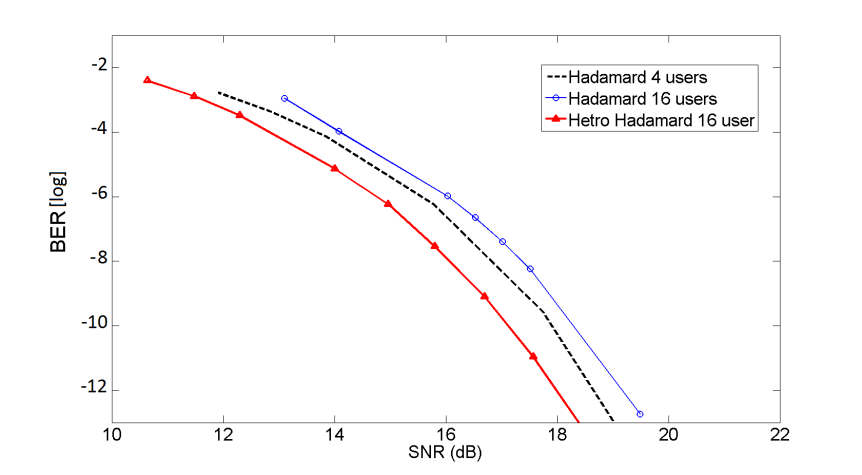 -2
-4
-6
-8
-10
-12
BER [log]
Hadamard 4 users
Hadamard 16 users
Hetro Hadamard 16 user
10 12 14 16 18 20 22
SNR (dB)